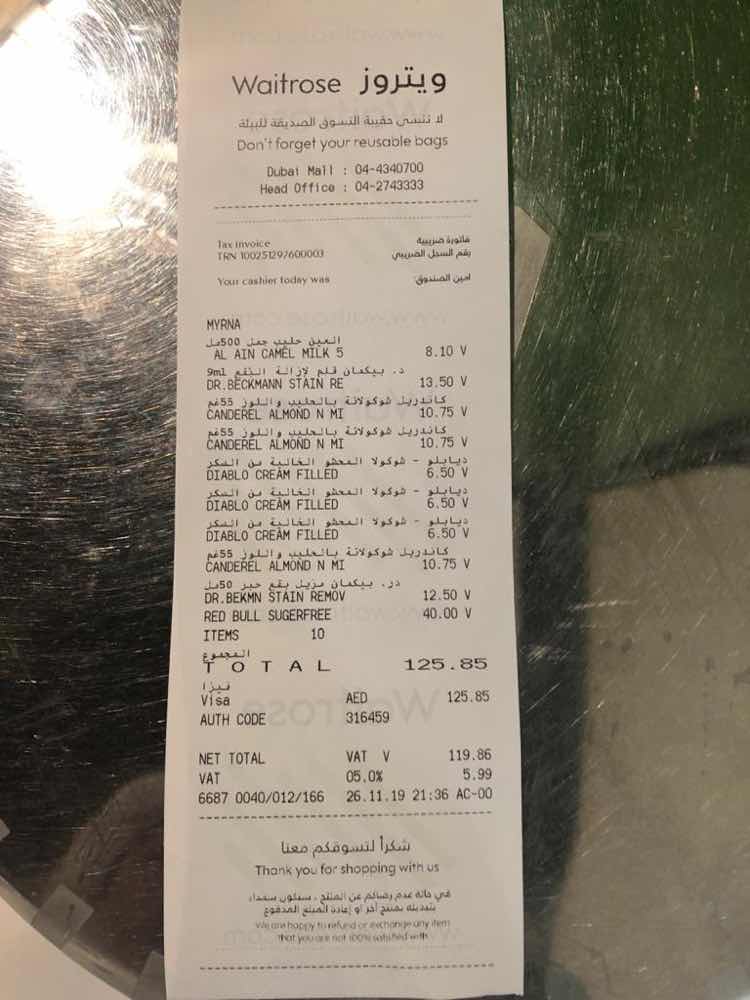 Waitrose ويتروز
لا ننسى حقيبة التسوق الصديقة للبيئة
Don't forget your reusable bags
Dubai Mall : 04-4340700
Head Office : 04-2743333
Tax invoice فاتورة ضريبية
TRN 100251297600003 رقم السجل الضريبي
Your cashier today was امين الصندوق:
MYRNA
العين حليب جمل 500مل
AL AIN CAMEL MILK 5 8.10 V
د. بيكمان قلم لإزالة البقع 9ml
DR.BECKMANN STAIN RE 13.50 V
كاندريل شوكولاتة بالحليب واللوز 55غم
CANDEREL ALMOND N MI 10.75 V
كاندريل شوكولاتة بالحليب واللوز 55غم
CANDEREL ALMOND N MI 10.75 V
ديابلو - شوكولا المحشو الخالية من السكر
DIABLO CREAM FILLED 6.50 V
ديابلو - شوكولا المحشو الخالية من السكر
DIABLO CREAM FILLED 6.50 V
ديابلو - شوكولا المحشو الخالية من السكر
DIABLO CREAM FILLED 6.50 V
كاندريل شوكولاتة بالحليب واللوز 55غم
CANDEREL ALMOND N MI 10.75 V
در. بيكمان مزيل بقع حبر 50مل
DR.BEKMN STAIN REMOV 12.50 V
RED BULL SUGARFREE 40.00 V
ITEMS 10
المجموع
TOTAL 125.85
فيزا
Visa AED 125.85
AUTH CODE 316459
NET TOTAL VAT V 119.86
VAT 05.0% 5.99
6687 0040/012/166 26.11.19 21:36 AC-00
شكراً لتسوقكم معنا
Thank you for shopping with us
في حالة عدم رضاكم عن المنتج ، سنكون سعداء
بتبديله بمنتج آخر او إعادة المبلغ المدفوع
We are happy to refund or exchange any item
that you are not 100% satisfied with